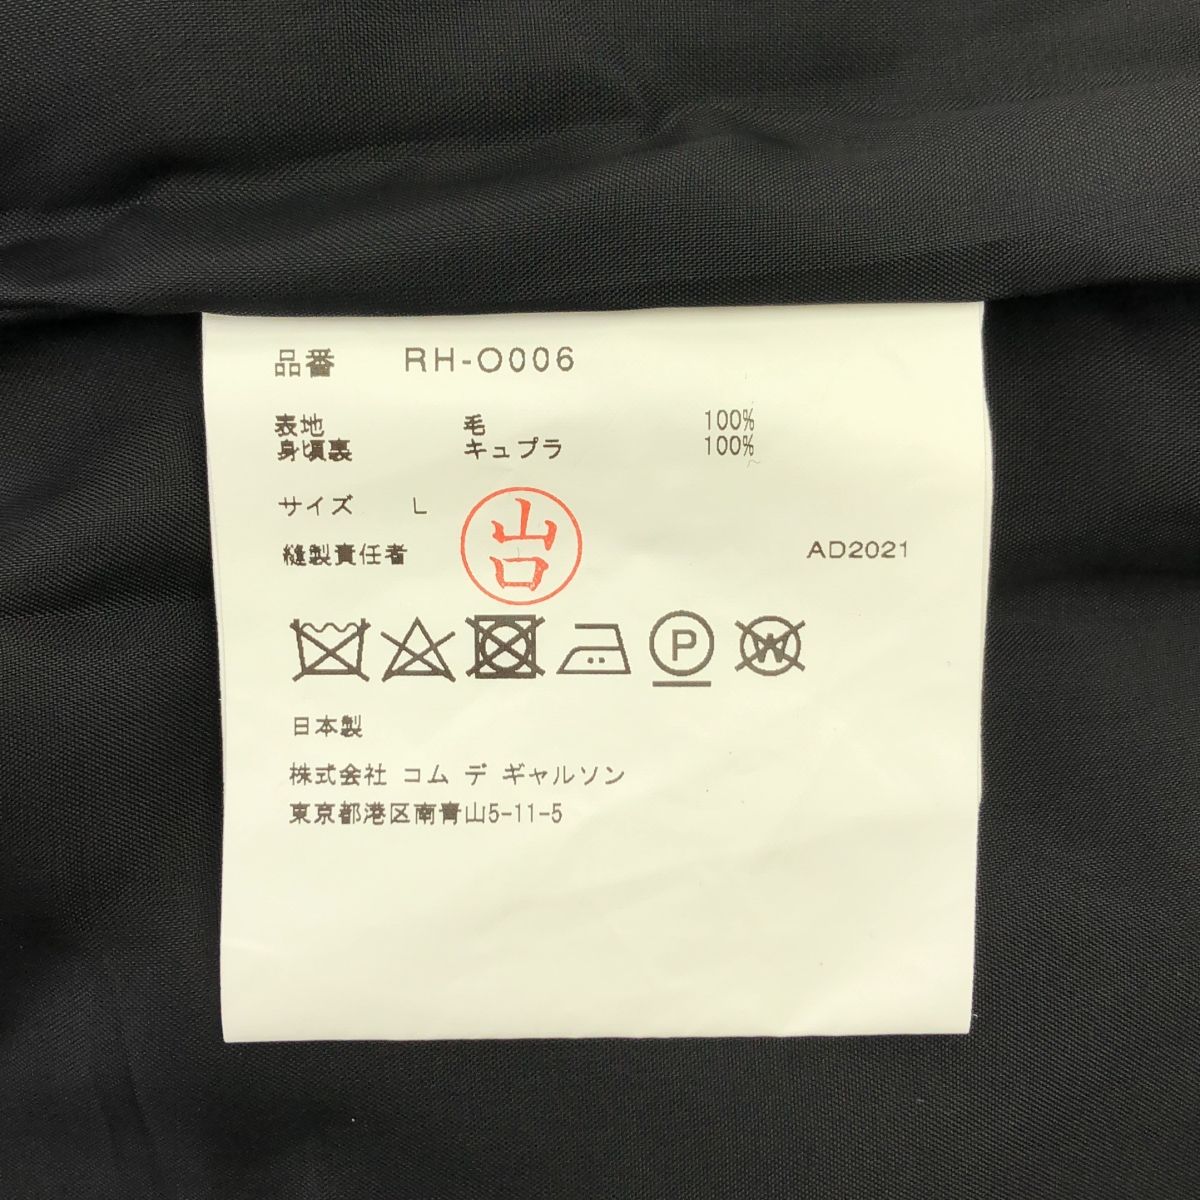 品番 RH-O006
表地 毛 100%
身頃裏 キュプラ 100%
サイズ L
山口
縫製責任者 AD2021
P W
日本製
株式会社 コム デ ギャルソン
東京都港区南青山5-11-5